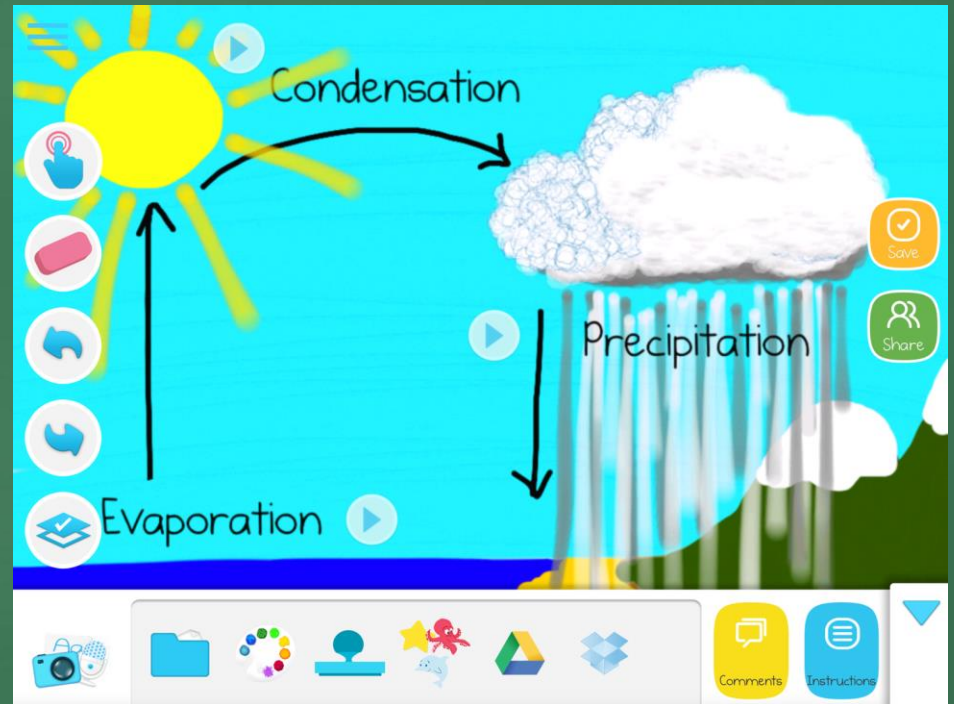 Condensation
Save
Precipitation
Share
Evaporation
Comments
Instructions